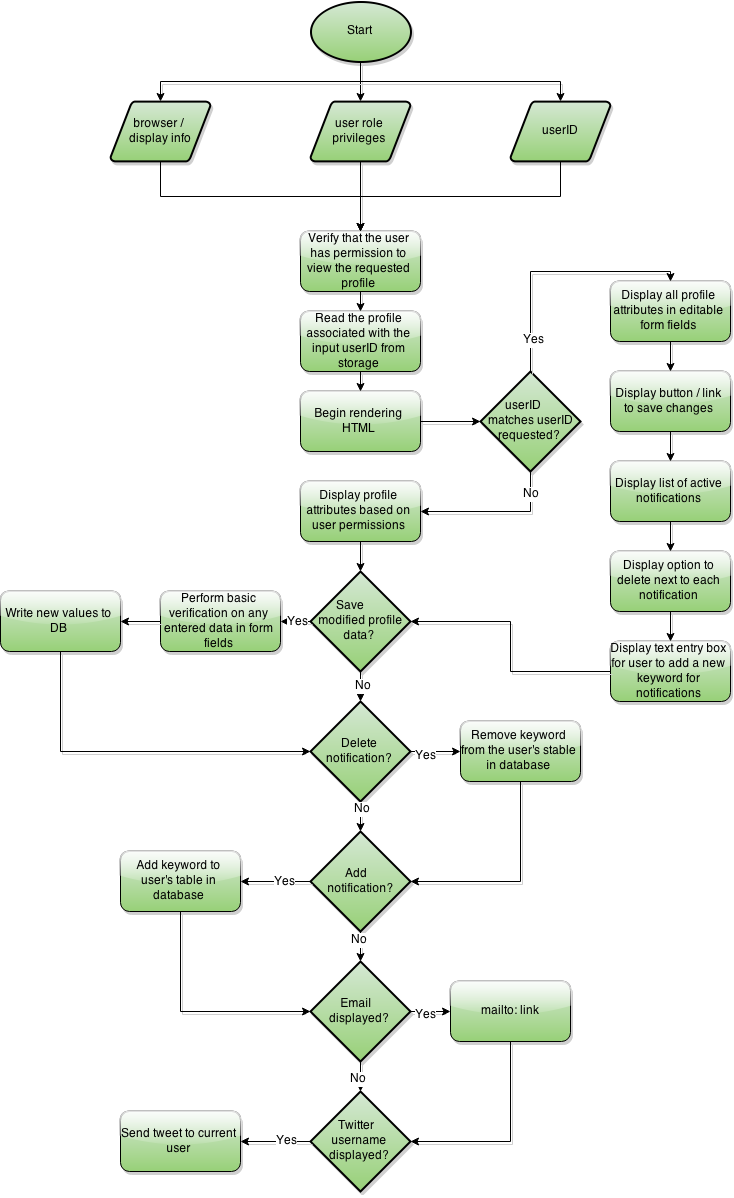 Start
browser /
display info
user role
privileges
userID
Verify that the user
has permission to
view the requested
profile
Read the profile
associated with the
input userID from
storage
Begin rendering
HTML
userID
matches userID
requested?
Yes
No
Display all profile
attributes in editable
form fields
Display button / link
to save changes
Display list of active
notifications
Display option to
delete next to each
notification
Display text entry box
for user to add a new
keyword for
notifications
Display profile
attributes based on
user permissions
Save
modified profile
data?
Yes
Perform basic
verification on any
entered data in form
fields
Write new values to
DB
No
Delete
notification?
Yes
Remove keyword
from the user's stable
in database
No
Add
notification?
Yes
Add keyword to
user's table in
database
No
Email
displayed?
Yes
mailto: link
No
Twitter
username
displayed?
Yes
Send tweet to current
user